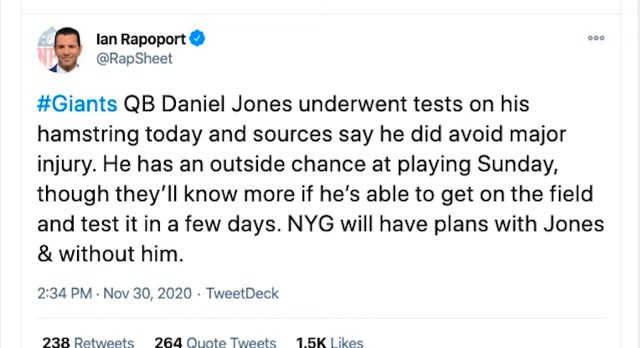 Ian Rapoport
@RapSheet
#Giants QB Daniel Jones underwent tests on his
hamstring today and sources say he did avoid major
injury. He has an outside chance at playing Sunday,
though they'll know more if he's able to get on the field
and test it in a few days. NYG will have plans with Jones
& without him.
2:34 PM · Nov 30, 2020 · TweetDeck
238 Retweets 264 Quote Tweets 1.5K Likes